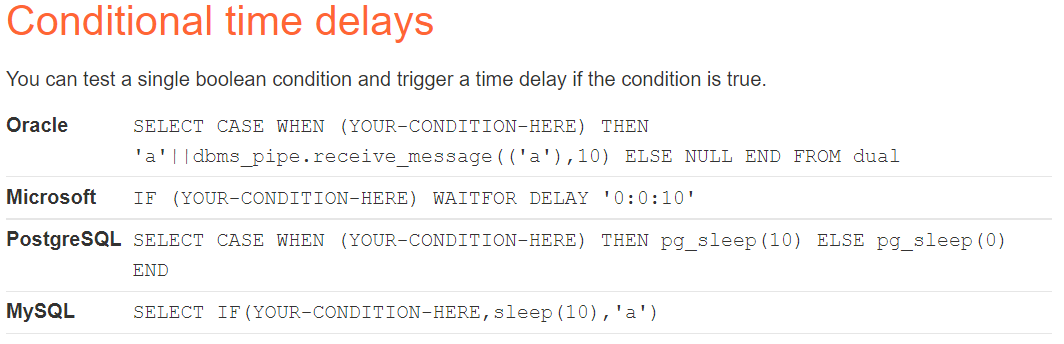 Conditional time delays
You can test a single boolean condition and trigger a time delay if the condition is true.
Oracle SELECT CASE WHEN (YOUR-CONDITION-HERE) THEN
'a'||dbms_pipe.receive_message(('a'),10) ELSE NULL END FROM dual
Microsoft IF (YOUR-CONDITION-HERE) WAITFOR DELAY '0:0:10'
PostgreSQL SELECT CASE WHEN (YOUR-CONDITION-HERE) THEN pg_sleep(10) ELSE pg_sleep(0)
END
MySQL SELECT IF(YOUR-CONDITION-HERE,sleep(10),'a')